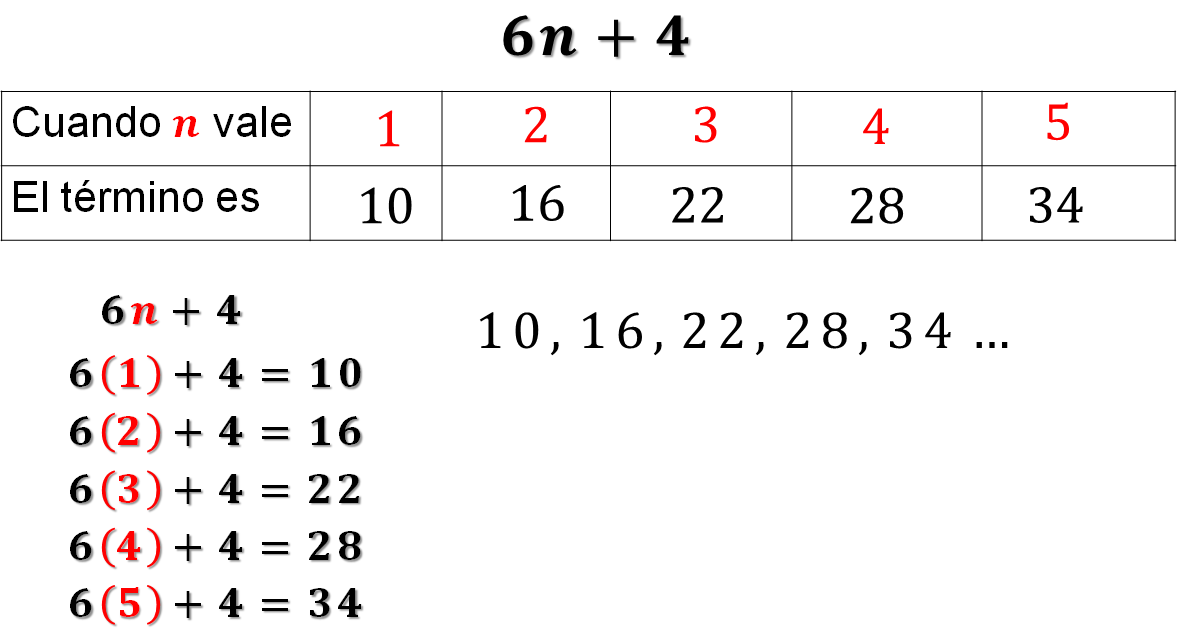 6n + 4
Cuando n vale 1 2 3 4 5
El término es 10 16 22 28 34
6n + 4
10, 16, 22, 28, 34 ...
6(1) + 4 = 10
6(2) + 4 = 16
6(3) + 4 = 22
6(4) + 4 = 28
6(5) + 4 = 34